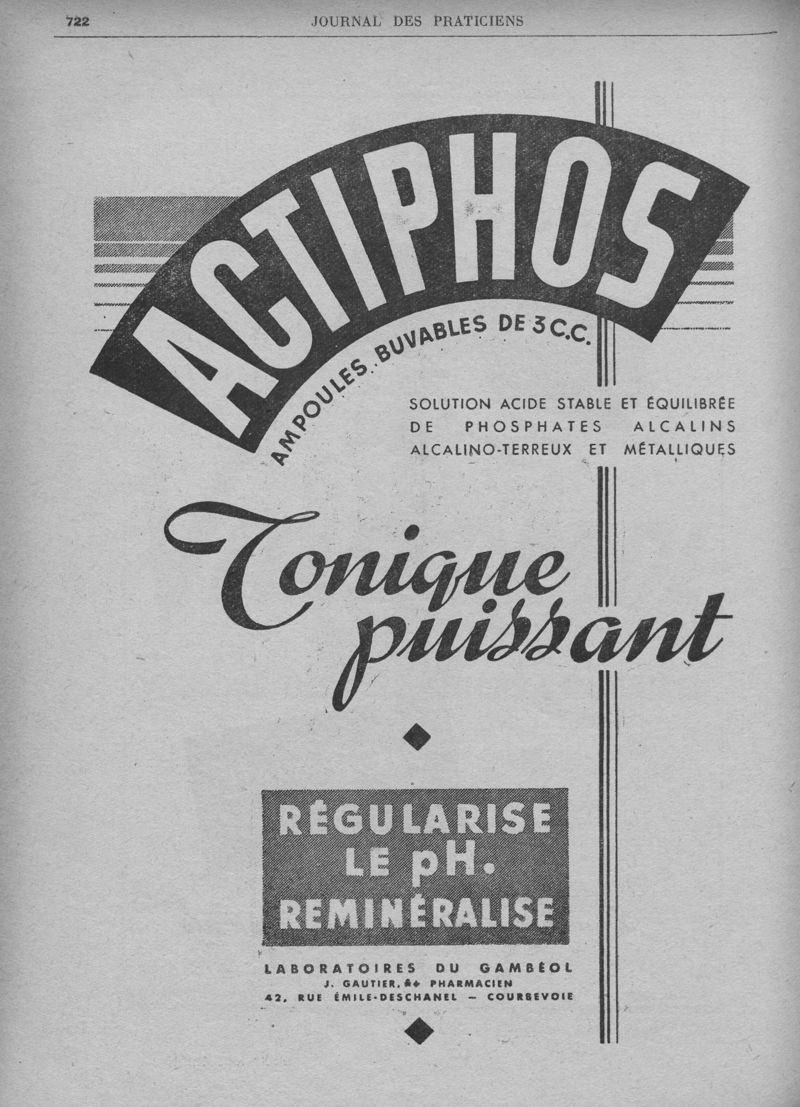 722
JOURNAL DES PRATICIENS
ACTIPHOS
AMPOULES BUVABLES DE 3 C.C.
SOLUTION ACIDE STABLE ET ÉQUILIBRÉE
DE PHOSPHATES ALCALINS
ALCALINO-TERREUX ET MÉTALLIQUES
Tonique
puissant
RÉGULARISE
LE pH.
REMINÉRALISE
LABORATOIRES DU GAMBÉOL
J. GAUTIER, PHARMACIEN
42, RUE ÉMILE-DESCHANEL — COURBEVOIE